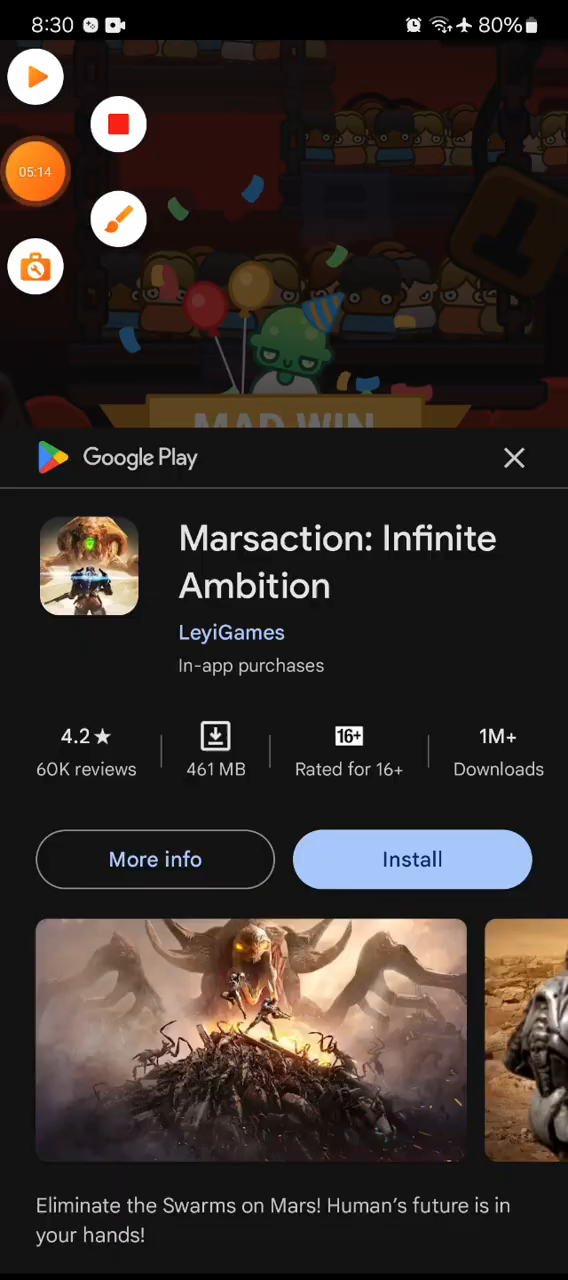 8:30
80%
05:14
MAD WIN
Google Play
Marsaction: Infinite
Ambition
LeyiGames
In-app purchases
4.2★
60K reviews
461 MB
16+
Rated for 16+
1M+
Downloads
More info
Install
Eliminate the Swarms on Mars! Human’s future is in
your hands!